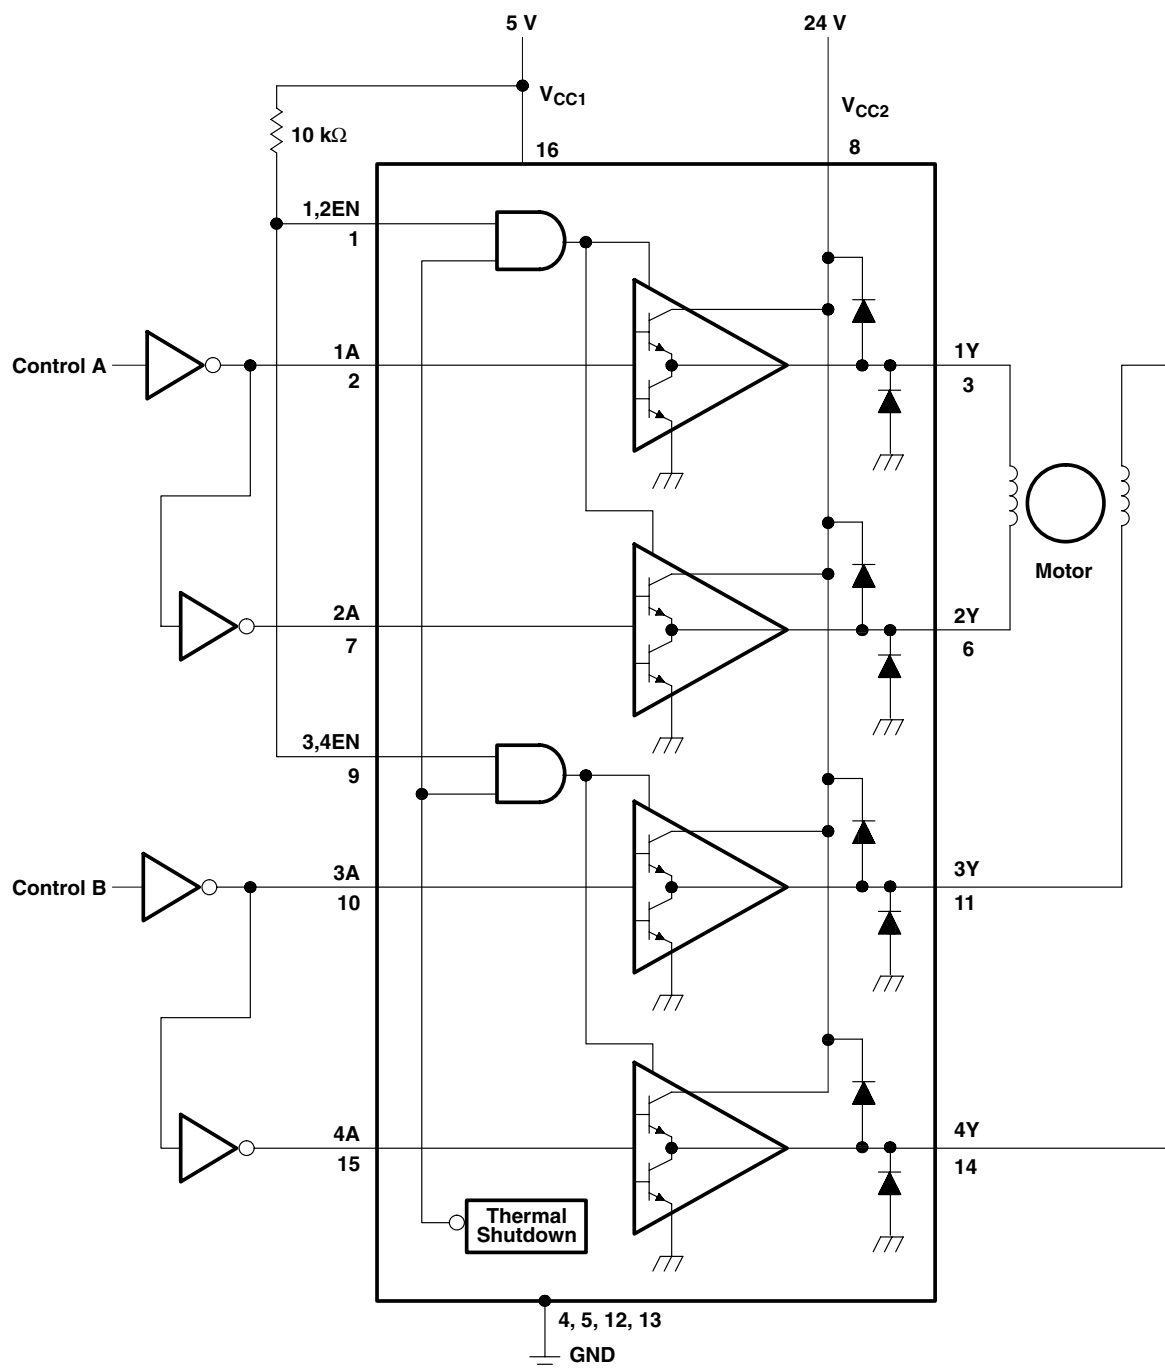 5 V
24 V
VCC1
VCC2
10 kΩ
16
8
1,2EN
1
Control A
1A
2
1Y
3
Motor
2A
7
2Y
6
3,4EN
9
Control B
3A
10
3Y
11
4A
15
4Y
14
Thermal
Shutdown
4, 5, 12, 13
GND